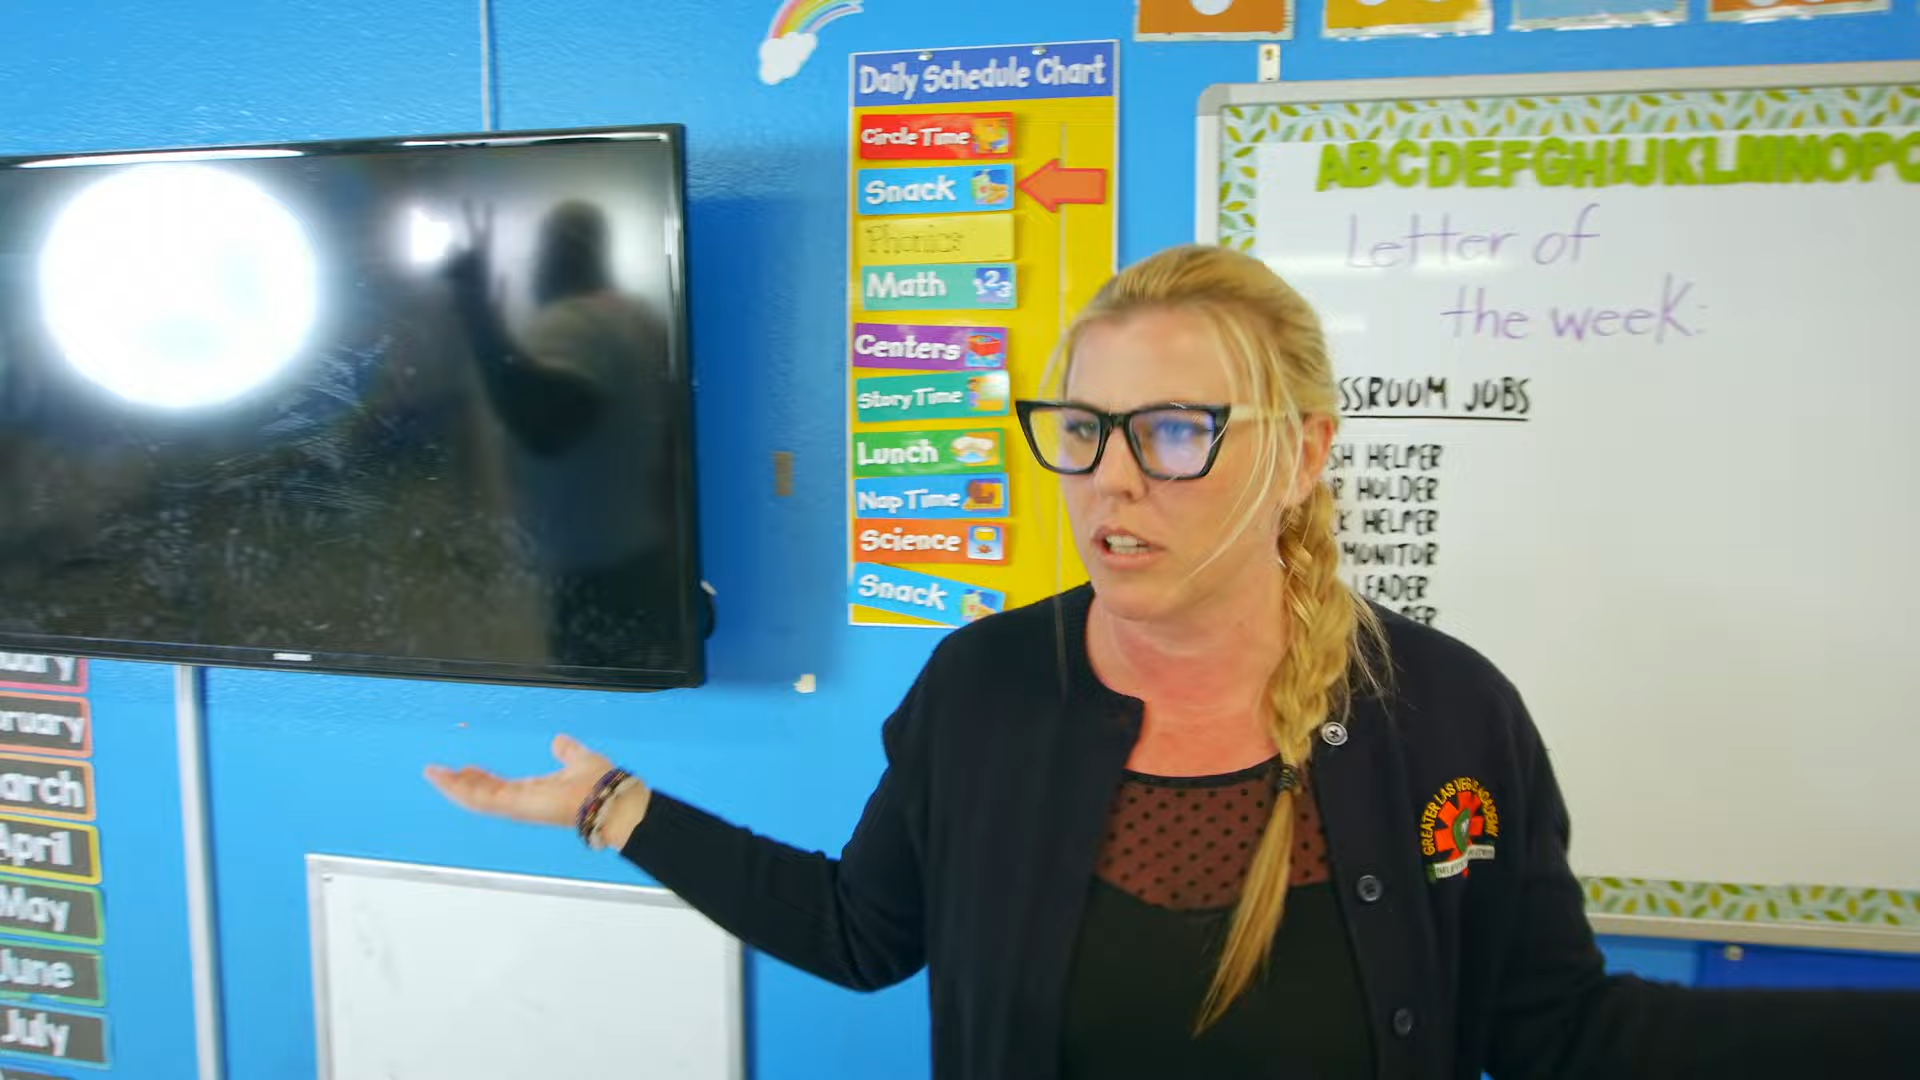 Daily Schedule Chart
Circle Time
Snack
Phonics
Math 123
Centers
Story Time
Lunch
Nap Time
Science
Snack
ABCDEFGHIJKLMNOP
Letter of
the week:
SSROOM JOBS
SH HELPER
R HOLDER
K HELPER
MONITOR
LEADER
PER
GREATER LAS VEGAS ACADEMY
uary
bruary
arch
April
May
June
July